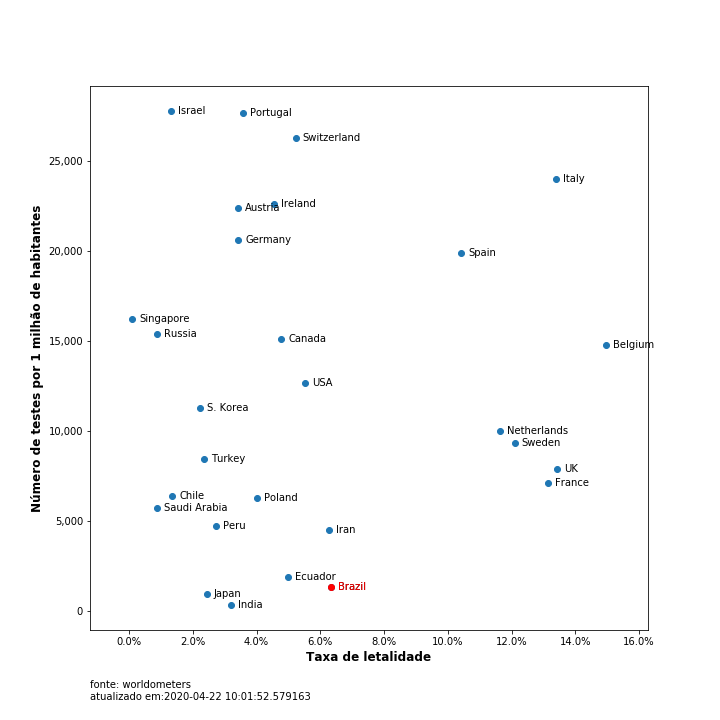 Israel
Portugal
Switzerland
25,000
Italy
Ireland
Austria
Germany
20,000
Spain
Singapore
Russia
15,000
Canada
Belgium
USA
S. Korea
10,000
Netherlands
Sweden
Turkey
UK
France
Chile
Poland
Saudi Arabia
5,000
Peru
Iran
Ecuador
Brazil
Japan
India
0
Número de testes por 1 milhão de habitantes
0.0% 2.0% 4.0% 6.0% 8.0% 10.0% 12.0% 14.0% 16.0%
Taxa de letalidade
fonte: worldometers
atualizado em:2020-04-22 10:01:52.579163